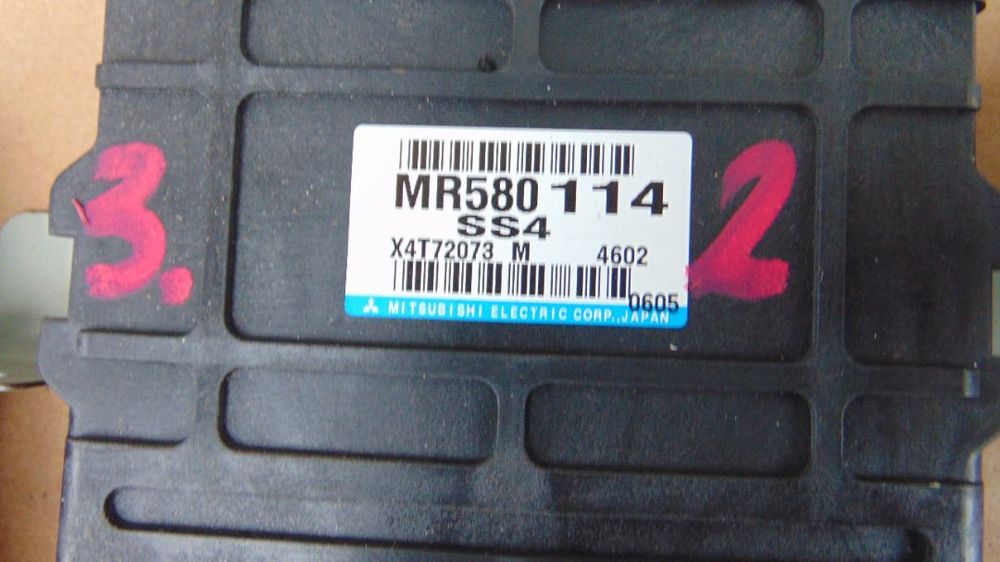 3.
MR580 114
SS4
X4T72073 M 4602
0605
MITSUBISHI ELECTRIC CORP., JAPAN
2